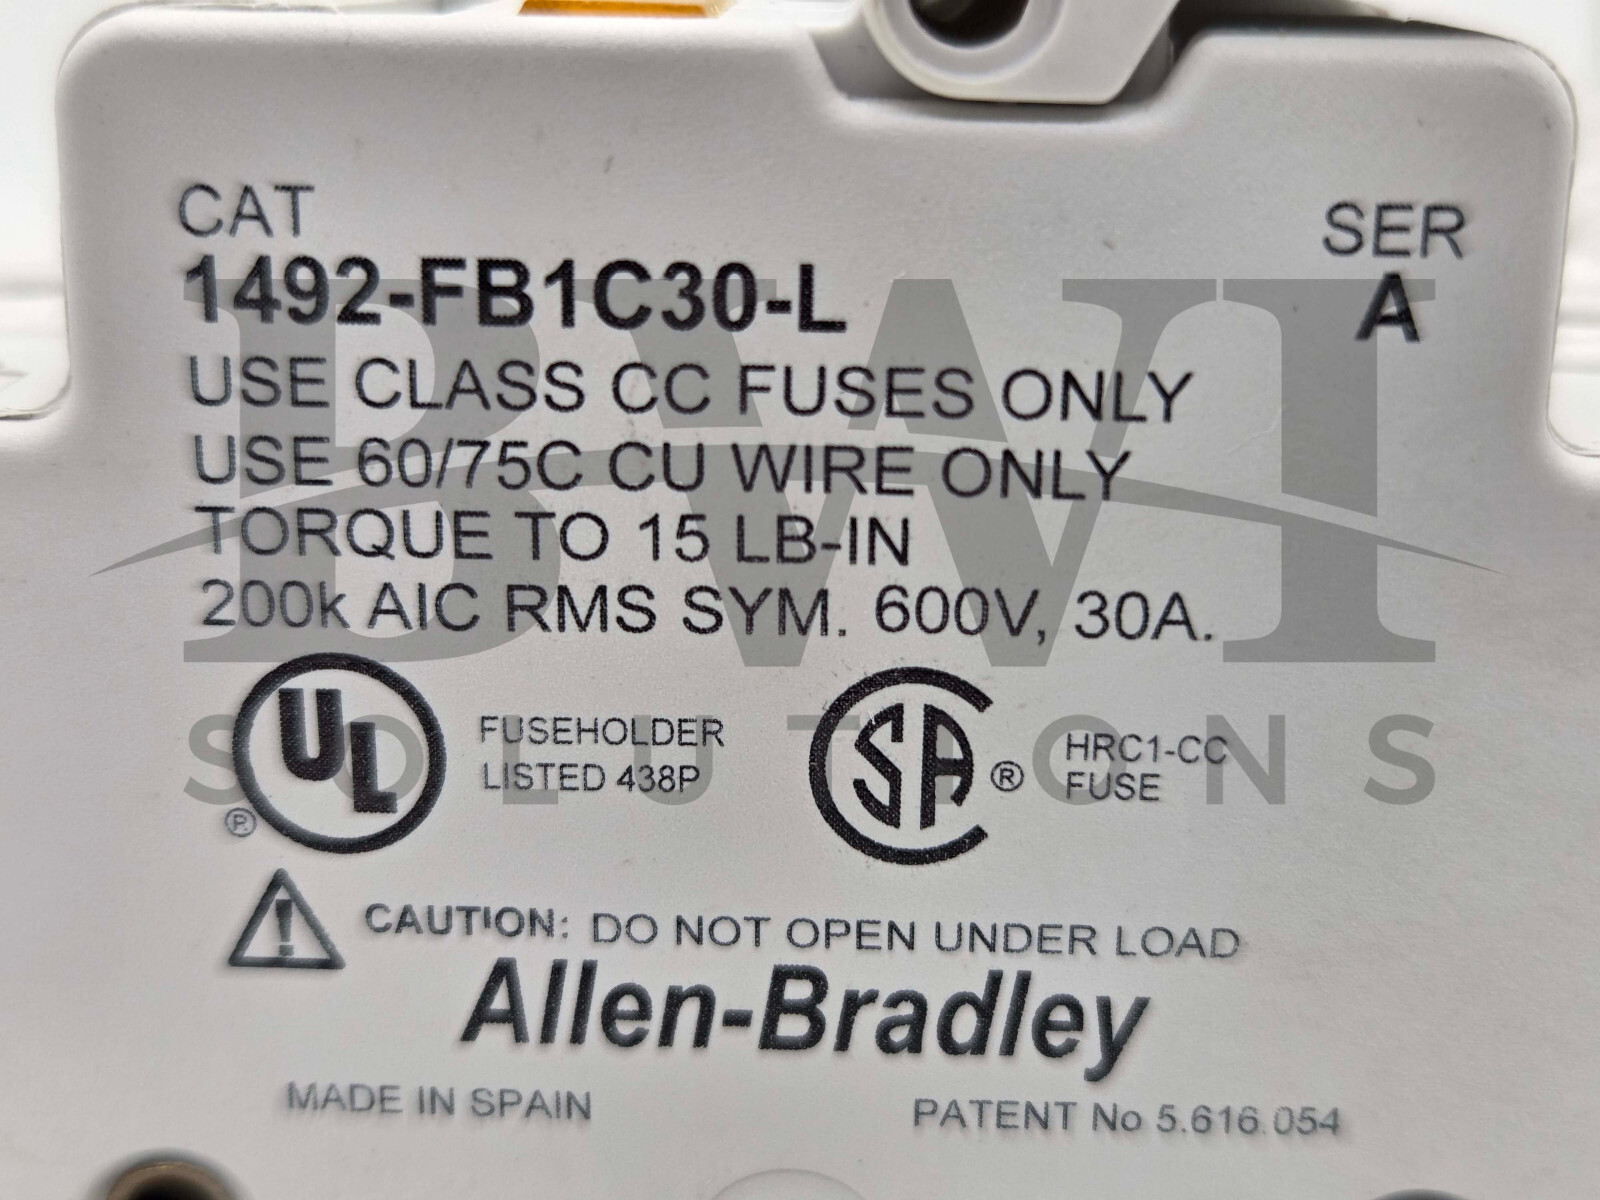 CAT
SER
1492-FB1C30-L
A
USE CLASS CC FUSES ONLY
USE 60/75C CU WIRE ONLY
TORQUE TO 15 LB-IN
200k AIC RMS SYM. 600V, 30A.
UL
FUSEHOLDER
LISTED 438P
SA ®
HRC1-CC
FUSE
CAUTION: DO NOT OPEN UNDER LOAD
Allen-Bradley
MADE IN SPAIN
PATENT No 5.616.054
BWI
SOLUTIONS